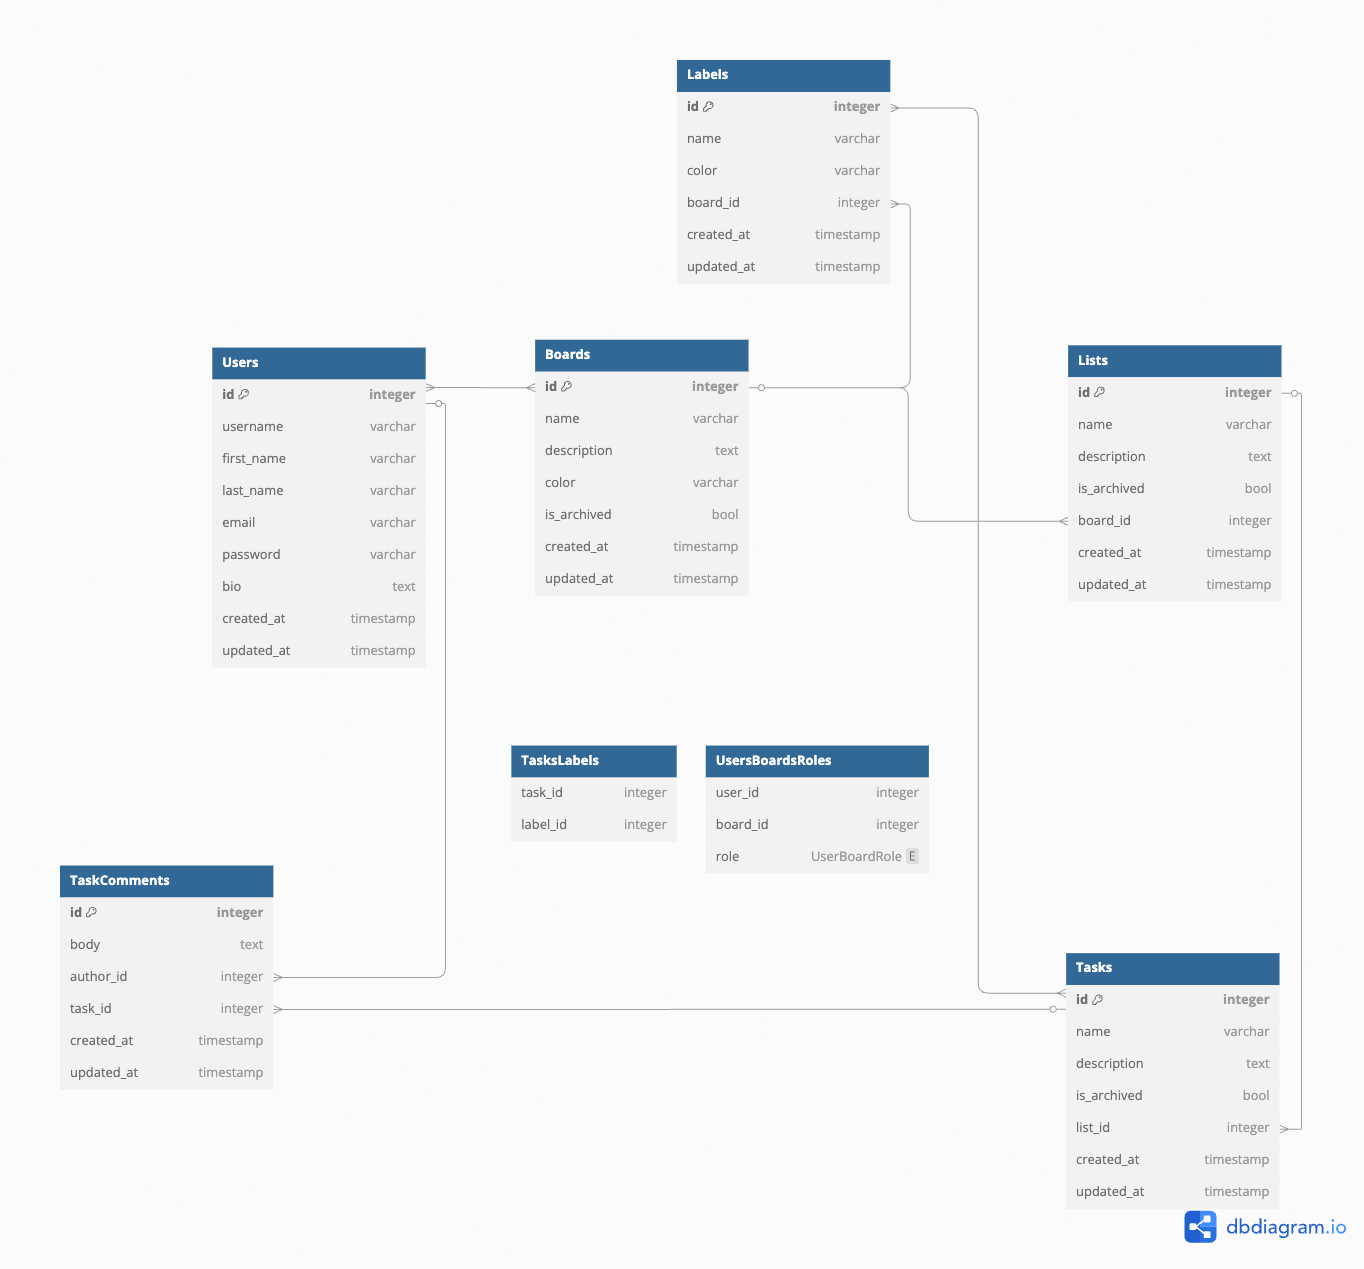 Labels
id integer
name varchar
color varchar
board_id integer
created_at timestamp
updated_at timestamp
Users
id integer
username varchar
first_name varchar
last_name varchar
email varchar
password varchar
bio text
created_at timestamp
updated_at timestamp
Boards
id integer
name varchar
description text
color varchar
is_archived bool
created_at timestamp
updated_at timestamp
Lists
id integer
name varchar
description text
is_archived bool
board_id integer
created_at timestamp
updated_at timestamp
TasksLabels
task_id integer
label_id integer
UsersBoardsRoles
user_id integer
board_id integer
role UserBoardRole E
TaskComments
id integer
body text
author_id integer
task_id integer
created_at timestamp
updated_at timestamp
Tasks
id integer
name varchar
description text
is_archived bool
list_id integer
created_at timestamp
updated_at timestamp
dbdiagram.io